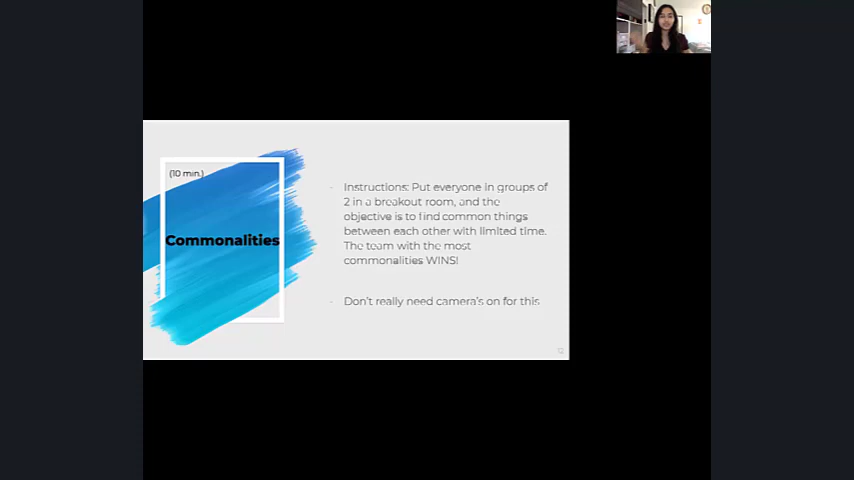 (10 min.)
Commonalities
Instructions: Put everyone in groups of
2 in a breakout room, and the
objective is to find common things
between each other with limited time.
The team with the most
commonalities WINS!
Don't really need camera's on for this